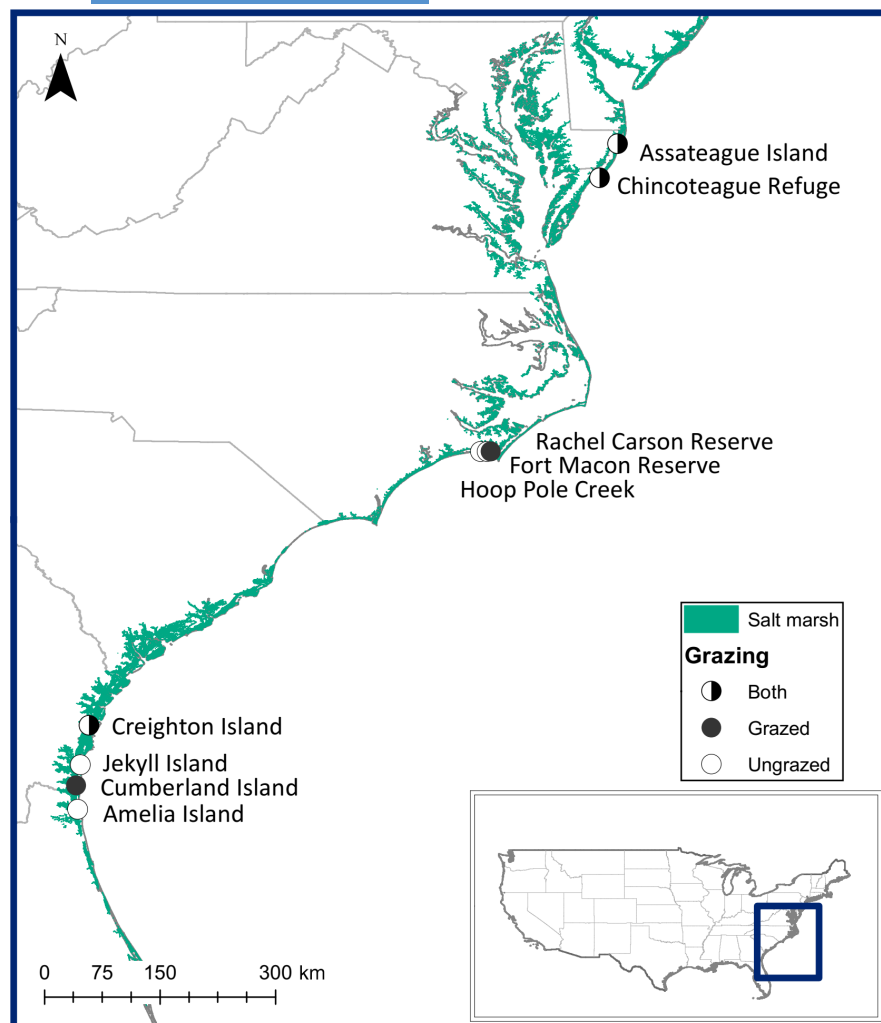 N
Assateague Island
Chincoteague Refuge
Rachel Carson Reserve
Fort Macon Reserve
Hoop Pole Creek
Creighton Island
Jekyll Island
Cumberland Island
Amelia Island
Salt marsh
Grazing
Both
Grazed
Ungrazed
0 75 150 300 km